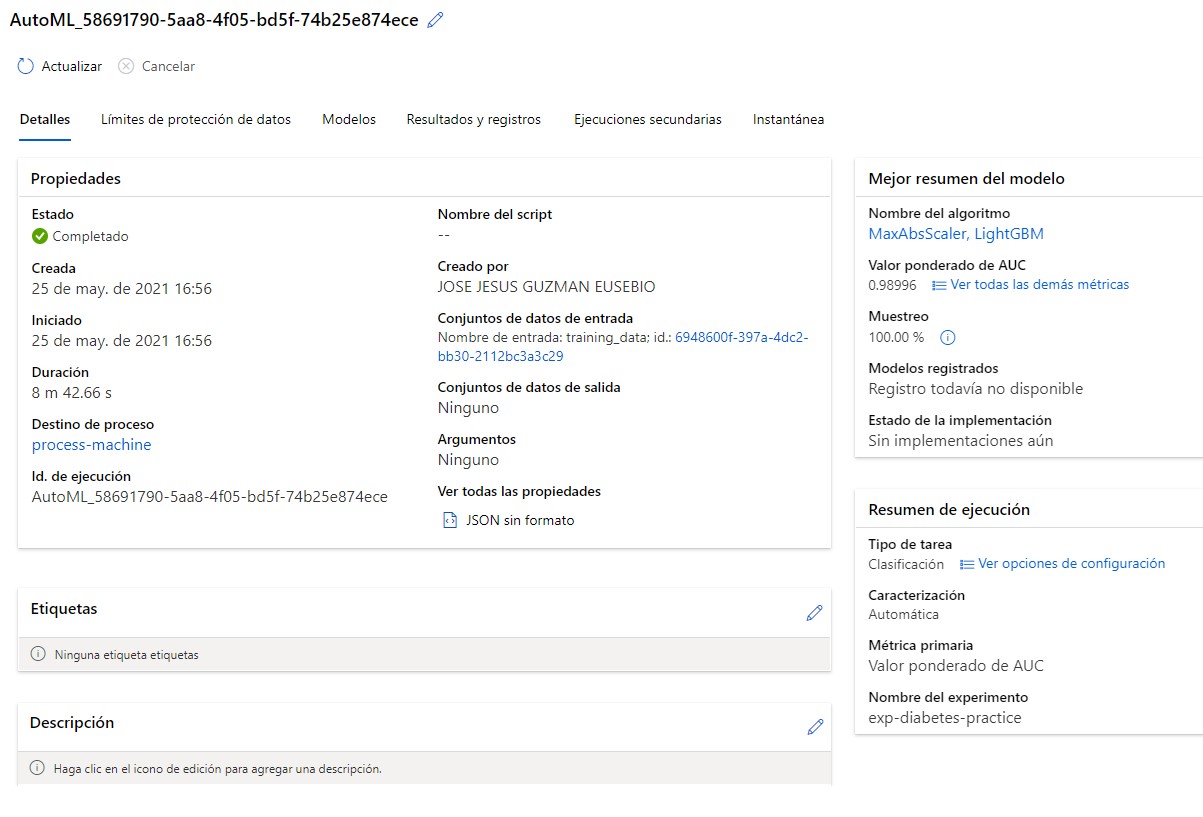 AutoML_58691790-5aa8-4f05-bd5f-74b25e874ece
Actualizar Cancelar
Detalles Límites de protección de datos Modelos Resultados y registros Ejecuciones secundarias Instantánea
Propiedades
Estado
Completado
Creada
25 de may. de 2021 16:56
Iniciado
25 de may. de 2021 16:56
Duración
8 m 42.66 s
Destino de proceso
process-machine
Id. de ejecución
AutoML_58691790-5aa8-4f05-bd5f-74b25e874ece
Nombre del script
--
Creado por
JOSE JESUS GUZMAN EUSEBIO
Conjuntos de datos de entrada
Nombre de entrada: training_data; id.: 6948600f-397a-4dc2-
bb30-2112bc3a3c29
Conjuntos de datos de salida
Ninguno
Argumentos
Ninguno
Ver todas las propiedades
JSON sin formato
Etiquetas
Ninguna etiqueta etiquetas
Descripción
Haga clic en el icono de edición para agregar una descripción.
Mejor resumen del modelo
Nombre del algoritmo
MaxAbsScaler, LightGBM
Valor ponderado de AUC
0.98996 Ver todas las demás métricas
Muestreo
100.00 %
Modelos registrados
Registro todavía no disponible
Estado de la implementación
Sin implementaciones aún
Resumen de ejecución
Tipo de tarea
Clasificación Ver opciones de configuración
Caracterización
Automática
Métrica primaria
Valor ponderado de AUC
Nombre del experimento
exp-diabetes-practice